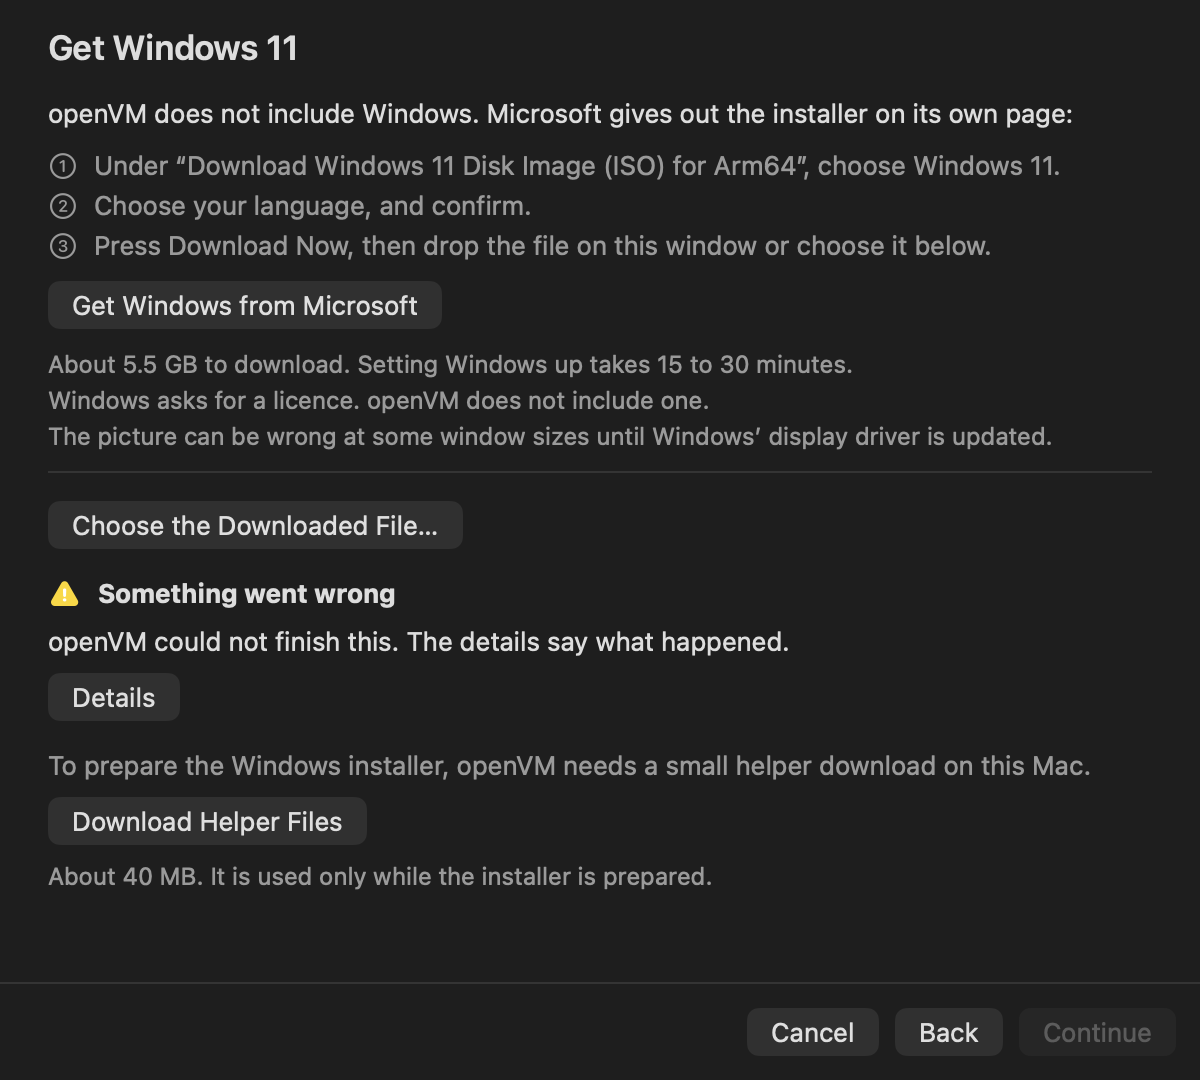 Get Windows 11
openVM does not include Windows. Microsoft gives out the installer on its own page:
1 Under “Download Windows 11 Disk Image (ISO) for Arm64”, choose Windows 11.
2 Choose your language, and confirm.
3 Press Download Now, then drop the file on this window or choose it below.
Get Windows from Microsoft
About 5.5 GB to download. Setting Windows up takes 15 to 30 minutes.
Windows asks for a licence. openVM does not include one.
The picture can be wrong at some window sizes until Windows’ display driver is updated.
Choose the Downloaded File...
Something went wrong
openVM could not finish this. The details say what happened.
Details
To prepare the Windows installer, openVM needs a small helper download on this Mac.
Download Helper Files
About 40 MB. It is used only while the installer is prepared.
Cancel Back Continue